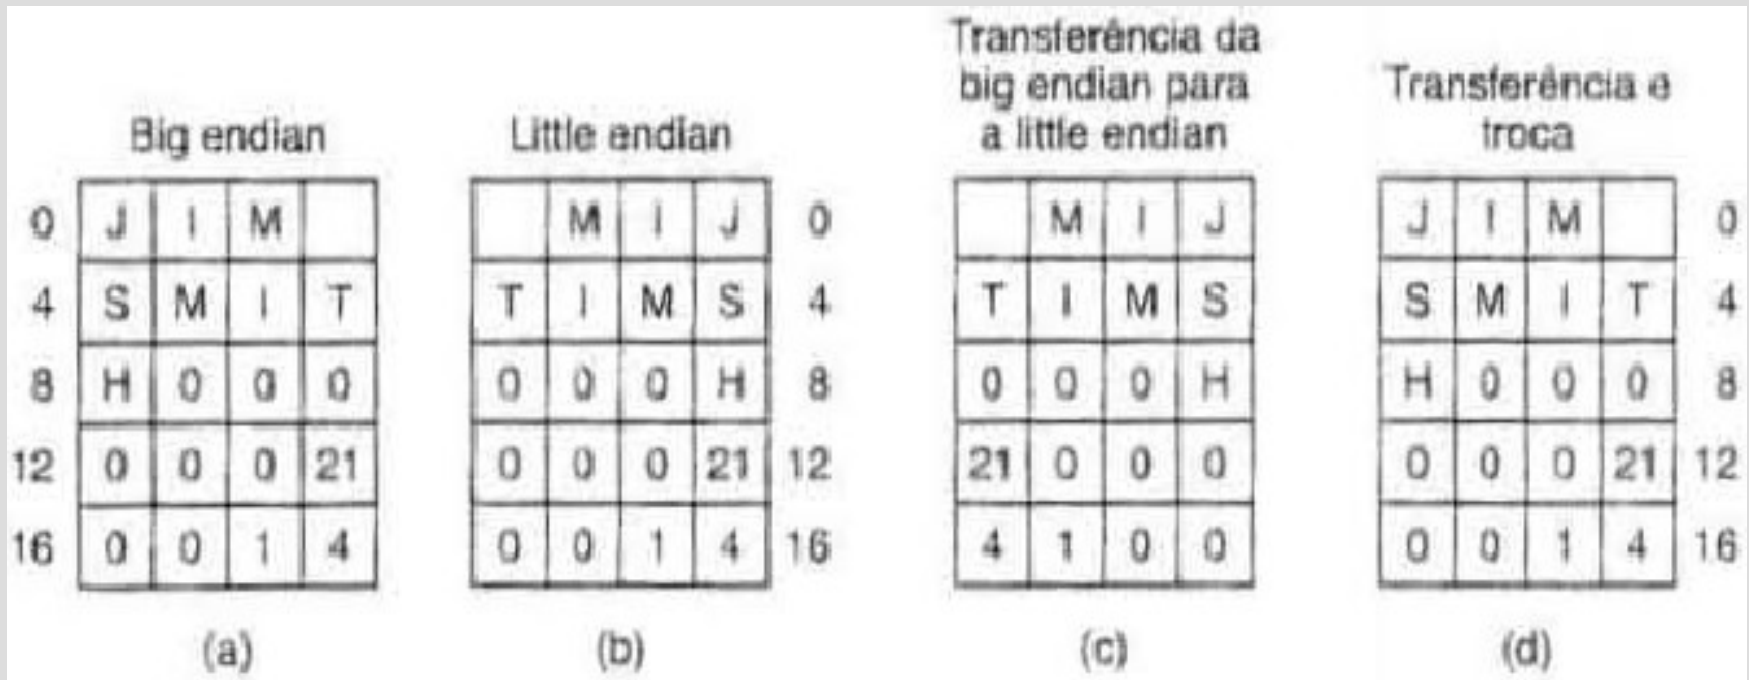 Big endian
0 J I M
4 S M I T
8 H 0 0 0
12 0 0 0 21
16 0 0 1 4
(a)
Little endian
M I J 0
T I M S 4
0 0 0 H 8
0 0 0 21 12
0 0 1 4 16
(b)
Transferência da
big endian para
a little endian
M I J
T I M S
0 0 0 H
21 0 0 0
4 1 0 0
(c)
Transferência e
troca
J I M 0
S M I T 4
H 0 0 0 8
0 0 0 21 12
0 0 1 4 16
(d)